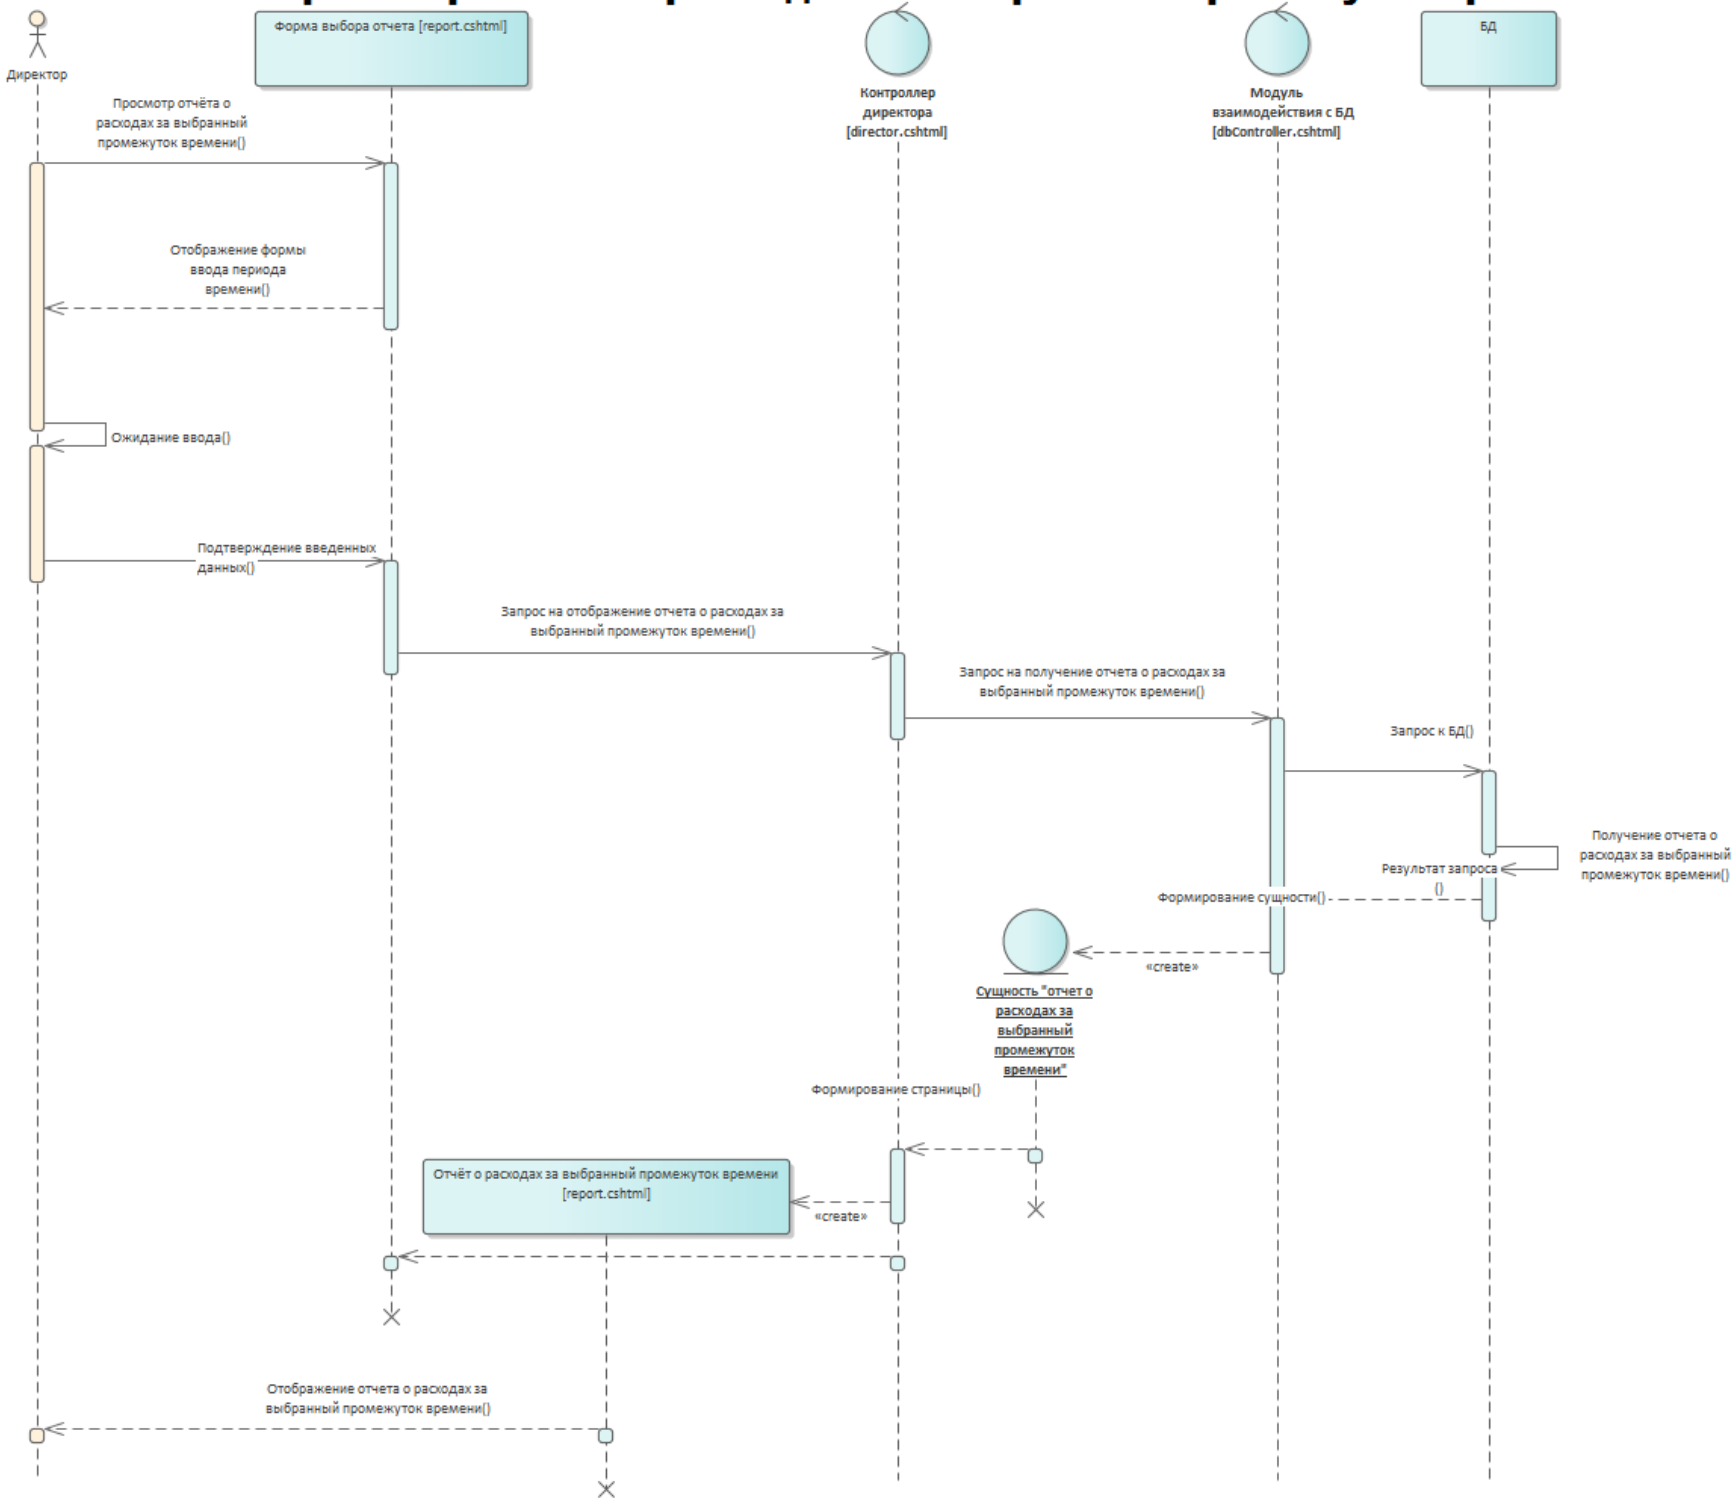 Форма выбора отчета [report.cshtml]
БД
Директор
Контроллер
директора
[director.cshtml]
Модуль
взаимодействия с БД
[dbController.cshtml]
Просмотр отчёта о
расходах за выбранный
промежуток времени()
Отображение формы
ввода периода
времени()
Ожидание ввода()
Подтверждение введенных
данных()
Запрос на отображение отчета о расходах за
выбранный промежуток времени()
Запрос на получение отчета о расходах за
выбранный промежуток времени()
Запрос к БД()
Получение отчета о
расходах за выбранный
промежуток времени()
Результат запроса
()
Формирование сущности()
«create»
Сущность "отчет о
расходах за
выбранный
промежуток
времени"
Формирование страницы()
Отчёт о расходах за выбранный промежуток времени
[report.cshtml]
«create»
Отображение отчета о расходах за
выбранный промежуток времени()